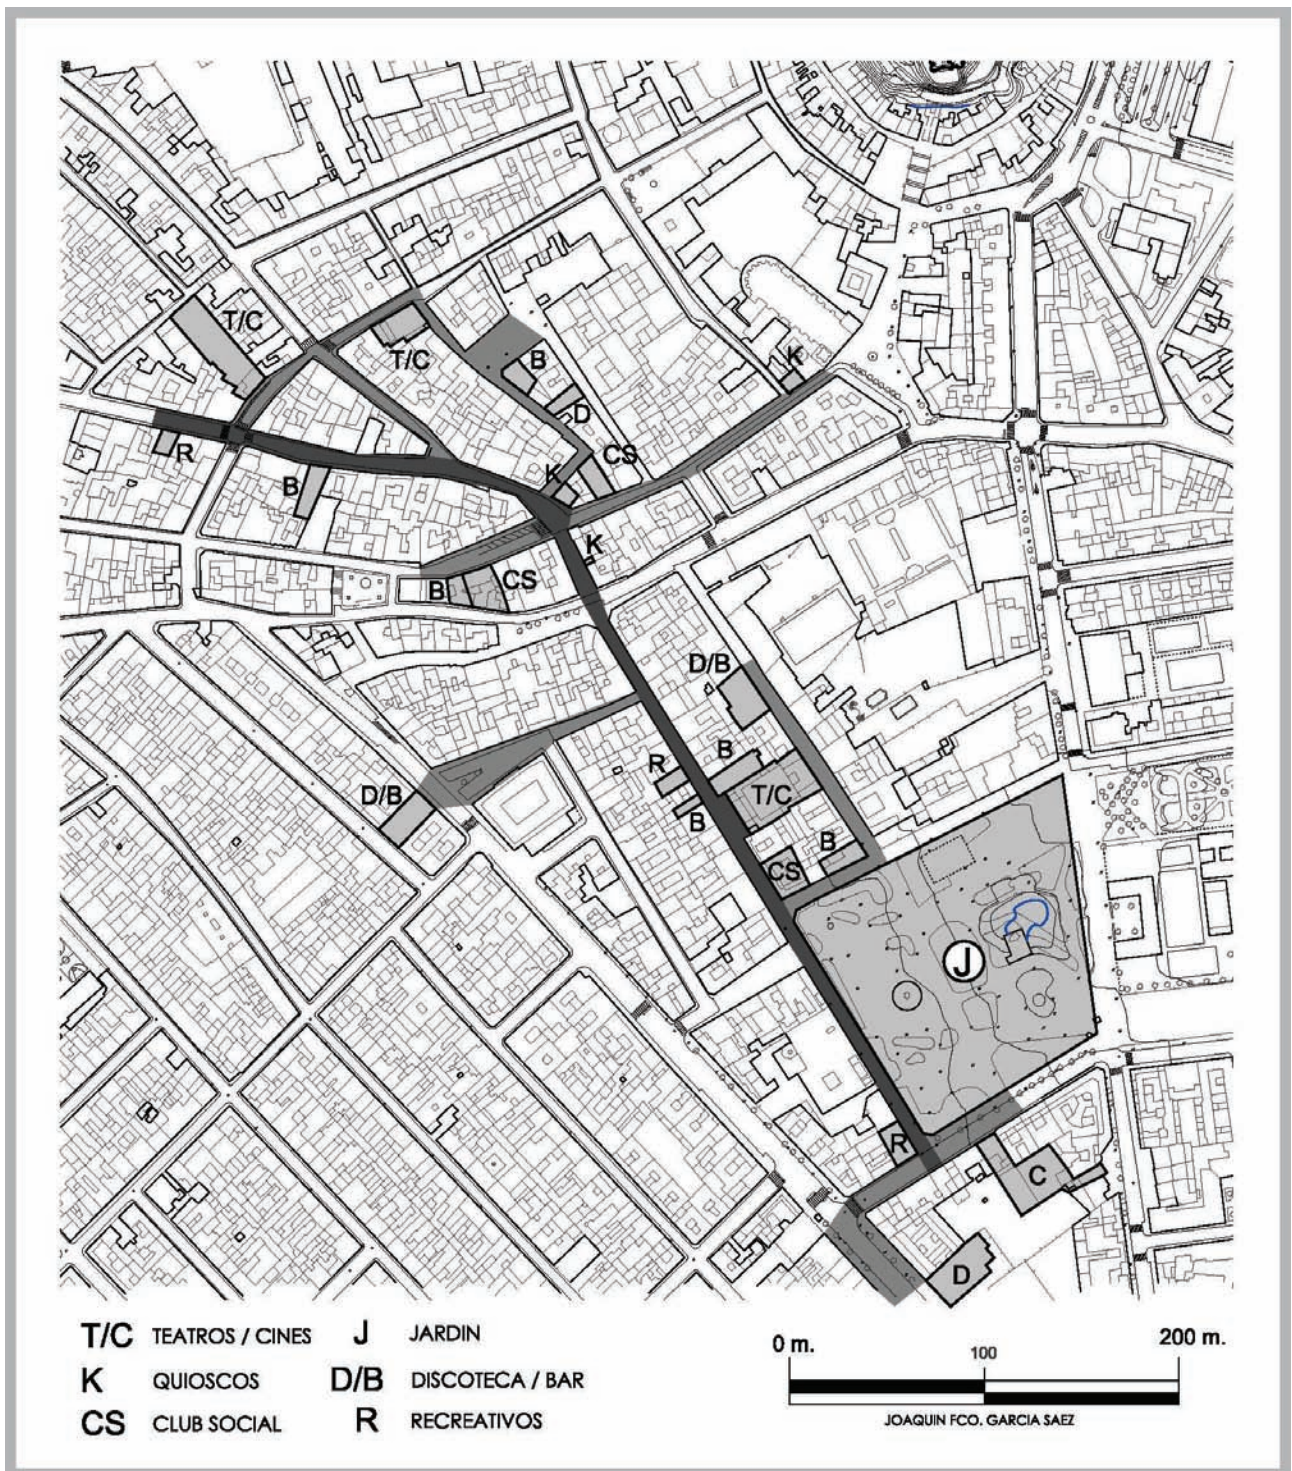 K
T/C
T/C
B
D
R
CS
B
K
K
B
CS
D/B
B
R
D/B
T/C
B
B
CS
J
R
C
D
T/C TEATROS / CINES J JARDIN
K QUIOSCOS D/B DISCOTECA / BAR
CS CLUB SOCIAL R RECREATIVOS
0 m. 100 200 m.
JOAQUIN FCO. GARCIA SAEZ